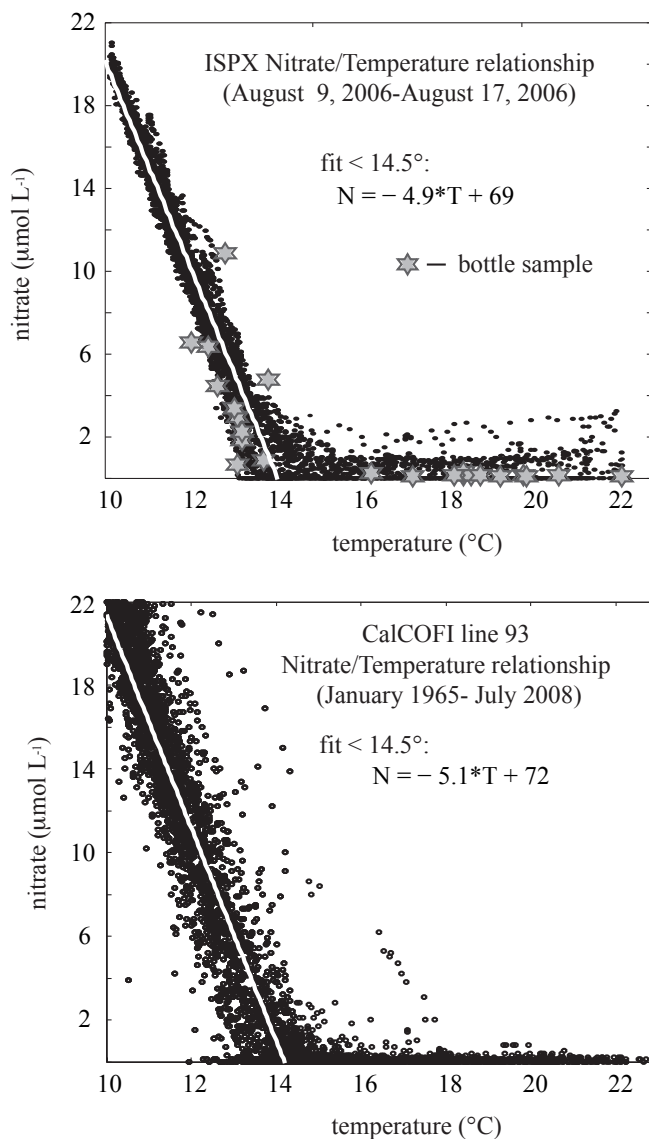 22
18
14
10
6
2
nitrate (µmol L-1)
ISPX Nitrate/Temperature relationship
(August 9, 2006-August 17, 2006)
fit < 14.5°:
N = − 4.9*T + 69
– bottle sample
10 12 14 16 18 20 22
temperature (°C)
22
18
14
10
6
2
nitrate (µmol L-1)
CalCOFI line 93
Nitrate/Temperature relationship
(January 1965- July 2008)
fit < 14.5°:
N = − 5.1*T + 72
10 12 14 16 18 20 22
temperature (°C)